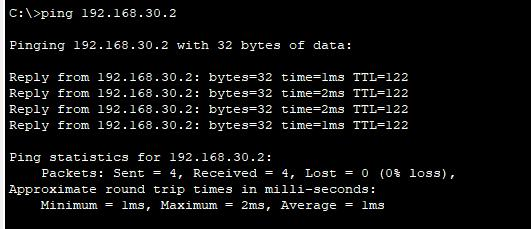 C:\>ping 192.168.30.2
Pinging 192.168.30.2 with 32 bytes of data:
Reply from 192.168.30.2: bytes=32 time=1ms TTL=122
Reply from 192.168.30.2: bytes=32 time=2ms TTL=122
Reply from 192.168.30.2: bytes=32 time=2ms TTL=122
Reply from 192.168.30.2: bytes=32 time=1ms TTL=122
Ping statistics for 192.168.30.2:
    Packets: Sent = 4, Received = 4, Lost = 0 (0% loss),
Approximate round trip times in milli-seconds:
    Minimum = 1ms, Maximum = 2ms, Average = 1ms